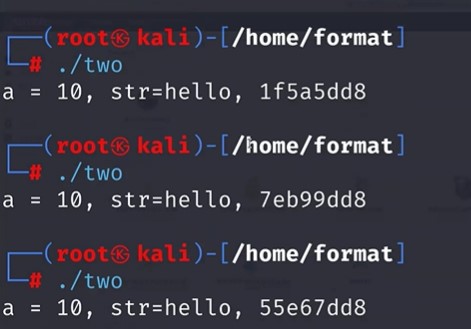 (root㉿kali)-[/home/format]
# ./two
a = 10, str=hello, 1f5a5dd8
(root㉿kali)-[/home/format]
# ./two
a = 10, str=hello, 7eb99dd8
(root㉿kali)-[/home/format]
# ./two
a = 10, str=hello, 55e67dd8